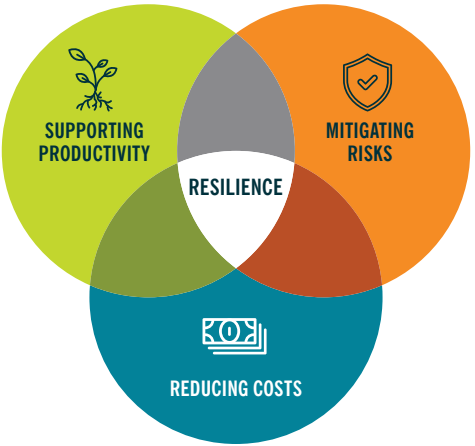 SUPPORTING
PRODUCTIVITY
MITIGATING
RISKS
RESILIENCE
REDUCING COSTS